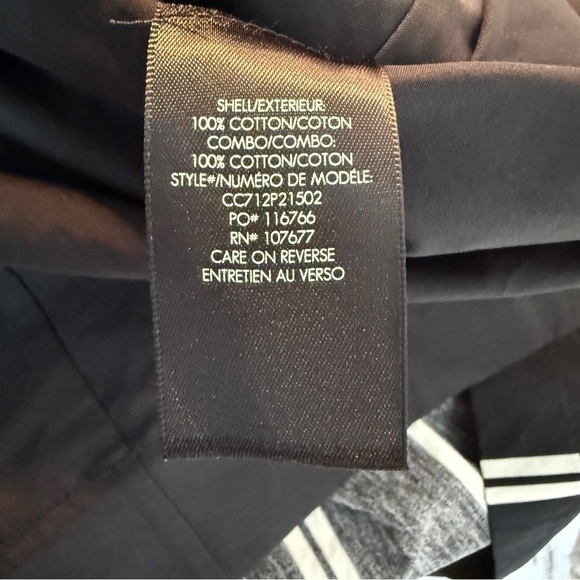 SHELL/EXTERIEUR:
100% COTTON/COTON
COMBO/COMBO:
100% COTTON/COTON
STYLE#/NUMÉRO DE MODÉLE:
CC712P21502
PO# 116766
RN# 107677
CARE ON REVERSE
ENTRETIEN AU VERSO